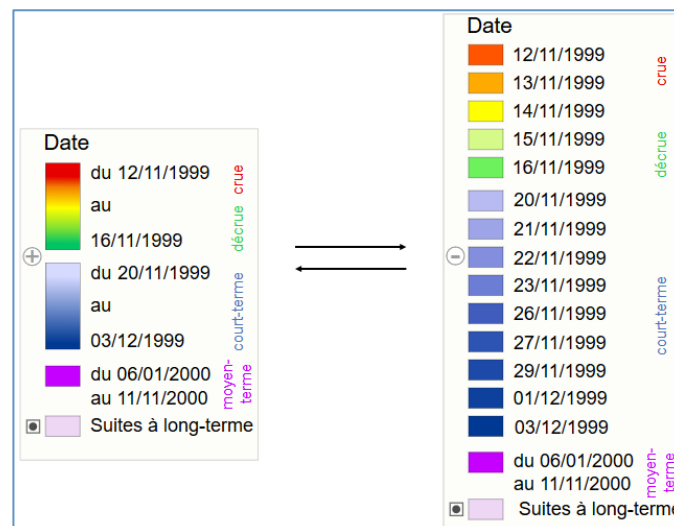 Date
du 12/11/1999
au
16/11/1999
crue
décrue
du 20/11/1999
au
03/12/1999
court-terme
du 06/01/2000
au 11/11/2000
moyen-
terme
Suites à long-terme
Date
12/11/1999
13/11/1999
14/11/1999
crue
15/11/1999
16/11/1999
décrue
20/11/1999
21/11/1999
22/11/1999
23/11/1999
26/11/1999
27/11/1999
29/11/1999
01/12/1999
03/12/1999
court-terme
du 06/01/2000
au 11/11/2000
moyen-
terme
Suites à long-terme